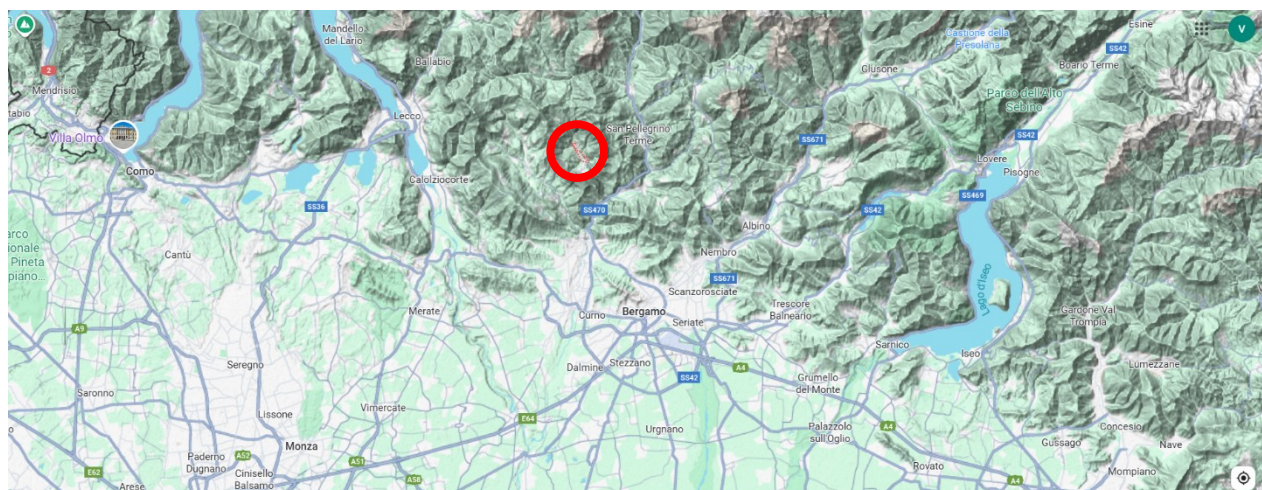 Mandello
del Lario
Ballabio
Esine
SS42
V
Castione della
Presolana
Clusone
Boario Terme
2
Mendrisio
Parco dell'Alto
Sebino
Lecco
San Pellegrino
Terme
Villa Olmo
SS671
SS42
Lovere
Pisogne
Como
Calolziocorte
SS36
SS470
SS42
SS469
Albino
Cantù
Nembro
SS671
Lago d'Iseo
Scanzorosciate
Trescore
Balneario
Merate
Curno
Bergamo
Seriate
Gardone Val
Trompia
A9
Sarnico
Iseo
Seregno
Dalmine
Stezzano
SS42
A4
Grumello
del Monte
Lumezzane
Saronno
Lissone
Vimercate
E64
Urgnano
Palazzolo
sull'Oglio
A4
Concesio
Gussago
Nave
Monza
Paderno
Dugnano
A52
A51
E62
Cinisello
Balsamo
A58
Rovato
A4
Mompiano
Arese